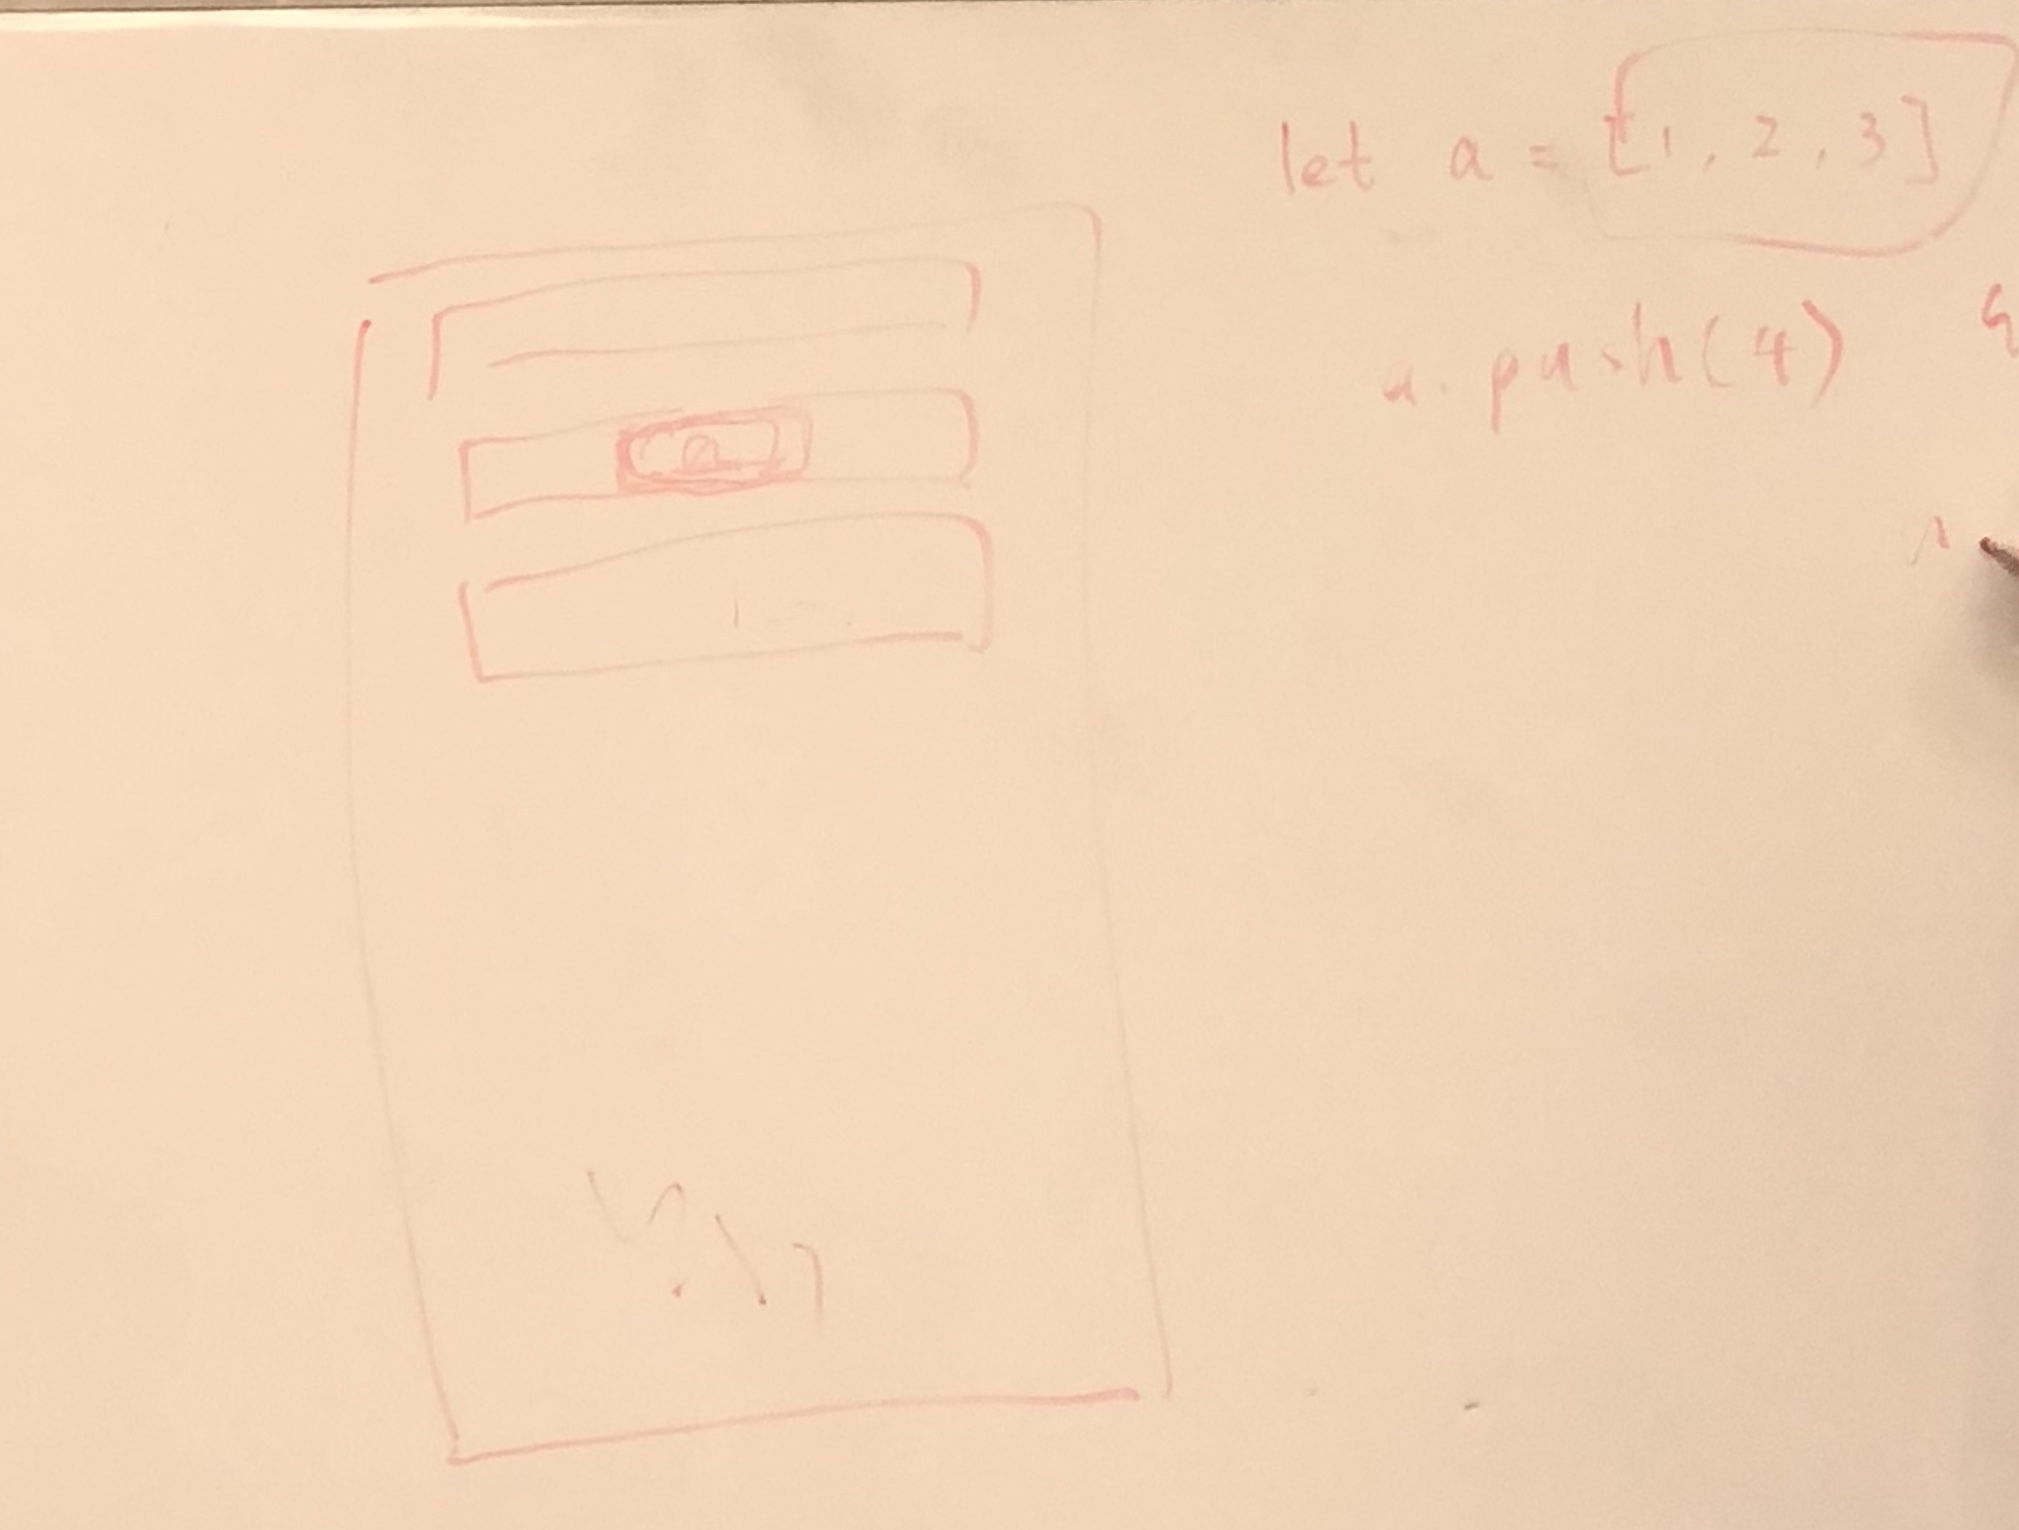 let a = [1, 2, 3]
a.push(4)
a